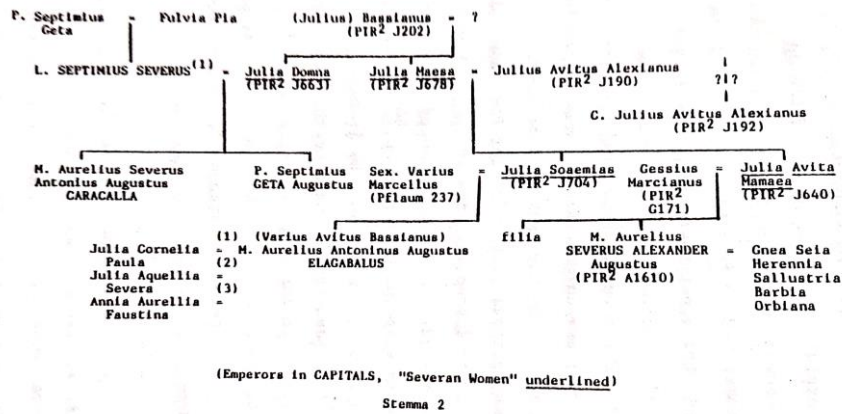 P. Septimius = Fulvia Pia (Julius) Bassianus = ?
Geta (PIR² J202)
L. SEPTIMIUS SEVERUS(1) = Julia Domna Julia Maesa = Julius Avitus Alexianus
(PIR² J663) (PIR² J678) (PIR² J190) ?|?
C. Julius Avitus Alexianus
(PIR² J192)
M. Aurelius Severus P. Septimius Sex. Varius = Julia Soaemias Gessius = Julia Avita
Antonius Augustus GETA Augustus Marcellus (PIR² J704) Marcianus Mamaea
CARACALLA (Pflaum 237) (PIR² (PIR² J640)
G171)
(1) (Varius Avitus Bassianus) filia M. Aurelius
Julia Cornelia = M. Aurelius Antoninus Augustus SEVERUS ALEXANDER = Gnea Seia
Paula (2) ELAGABALUS Augustus Herennia
Julia Aquellia = (PIR² A1610) Sallustria
Severa (3) Barbia
Annia Aurellia = Orbiana
Faustina
(Emperors in CAPITALS, "Severan Women" underlined)
Stemma 2